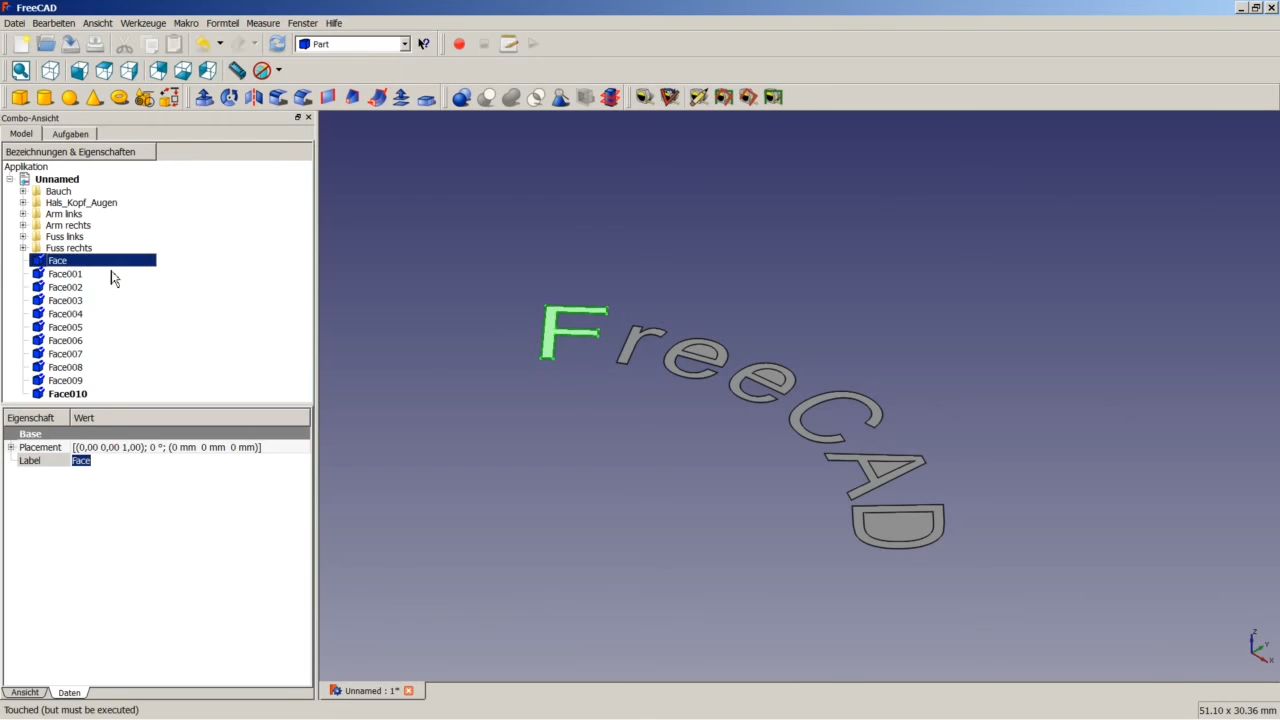 FreeCAD
Datei Bearbeiten Ansicht Werkzeuge Makro Formteil Measure Fenster Hilfe
Part
Combo-Ansicht
Model Aufgaben
Bezeichnungen & Eigenschaften
Applikation
Unnamed
Bauch
Hals_Kopf_Augen
Arm links
Arm rechts
Fuss links
Fuss rechts
Face
Face001
Face002
Face003
Face004
Face005
Face006
Face007
Face008
Face009
Face010
Eigenschaft Wert
Base
Placement [(0,00 0,00 1,00); 0 °; (0 mm 0 mm 0 mm)]
Label Face
Ansicht Daten
FreeCAD
Z
Y
X
Unnamed : 1*
Touched (but must be executed)
51.10 x 30.36 mm